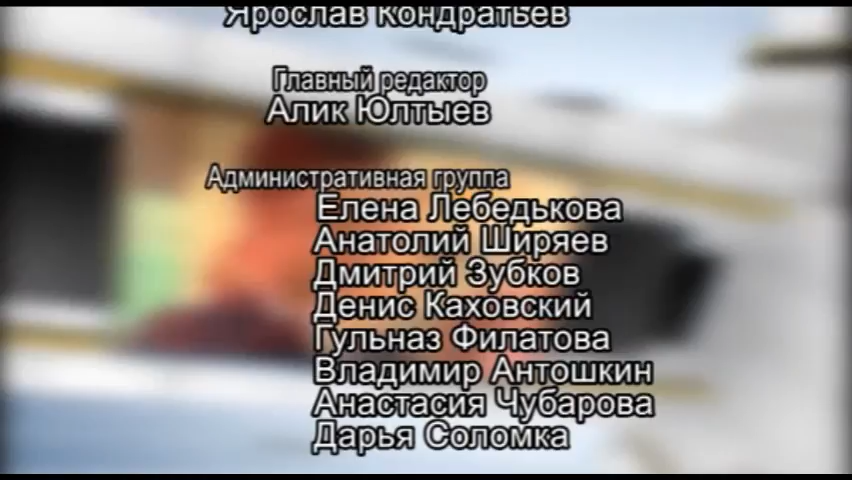 Ярослав Кондратьев
Главный редактор
Алик Юлтыев
Административная группа
Елена Лебедькова
Анатолий Ширяев
Дмитрий Зубков
Денис Каховский
Гульназ Филатова
Владимир Антошкин
Анастасия Чубарова
Дарья Соломка